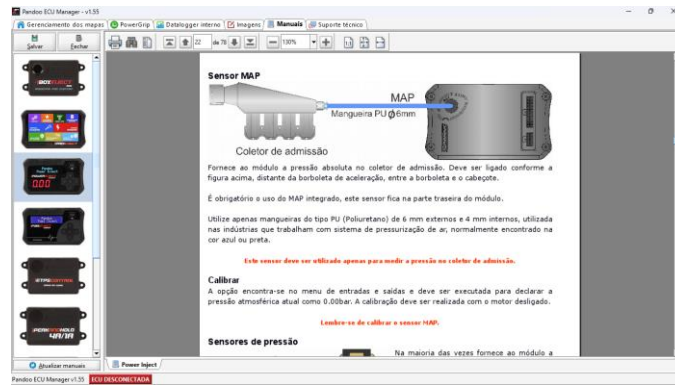 Pandoo ECU Manager - v1.55
Gerenciamento dos mapas
PowerGrip
Datalogger interno
Imagens
Manuais
Suporte técnico
Salvar
Fechar
22
de 78
130%
Sensor MAP
MAP
Mangueira PU ϕ6mm
Coletor de admissão
Fornece ao módulo a pressão absoluta no coletor de admissão. Deve ser ligado conforme a
figura acima, distante da borboleta de aceleração, entre a borboleta e o cabeçote.
É obrigatório o uso do MAP integrado, este sensor fica na parte traseira do módulo.
Utilize apenas mangueiras do tipo PU (Poliuretano) de 6 mm externos e 4 mm internos, utilizada
nas indústrias que trabalham com sistema de pressurização de ar, normalmente encontrado na
cor azul ou preta.
Este sensor deve ser utilizado apenas para medir a pressão no coletor de admissão.
Calibrar
A opção encontra-se no menu de entradas e saídas e deve ser executada para declarar a
pressão atmosférica atual como 0.00bar. A calibração deve ser realizada com o motor desligado.
Lembre-se de calibrar o sensor MAP.
Sensores de pressão
Na maioria das vezes fornece ao módulo a
Atualizar manuais
Power Inject
Pandoo ECU Manager v1.55
ECU DESCONECTADA